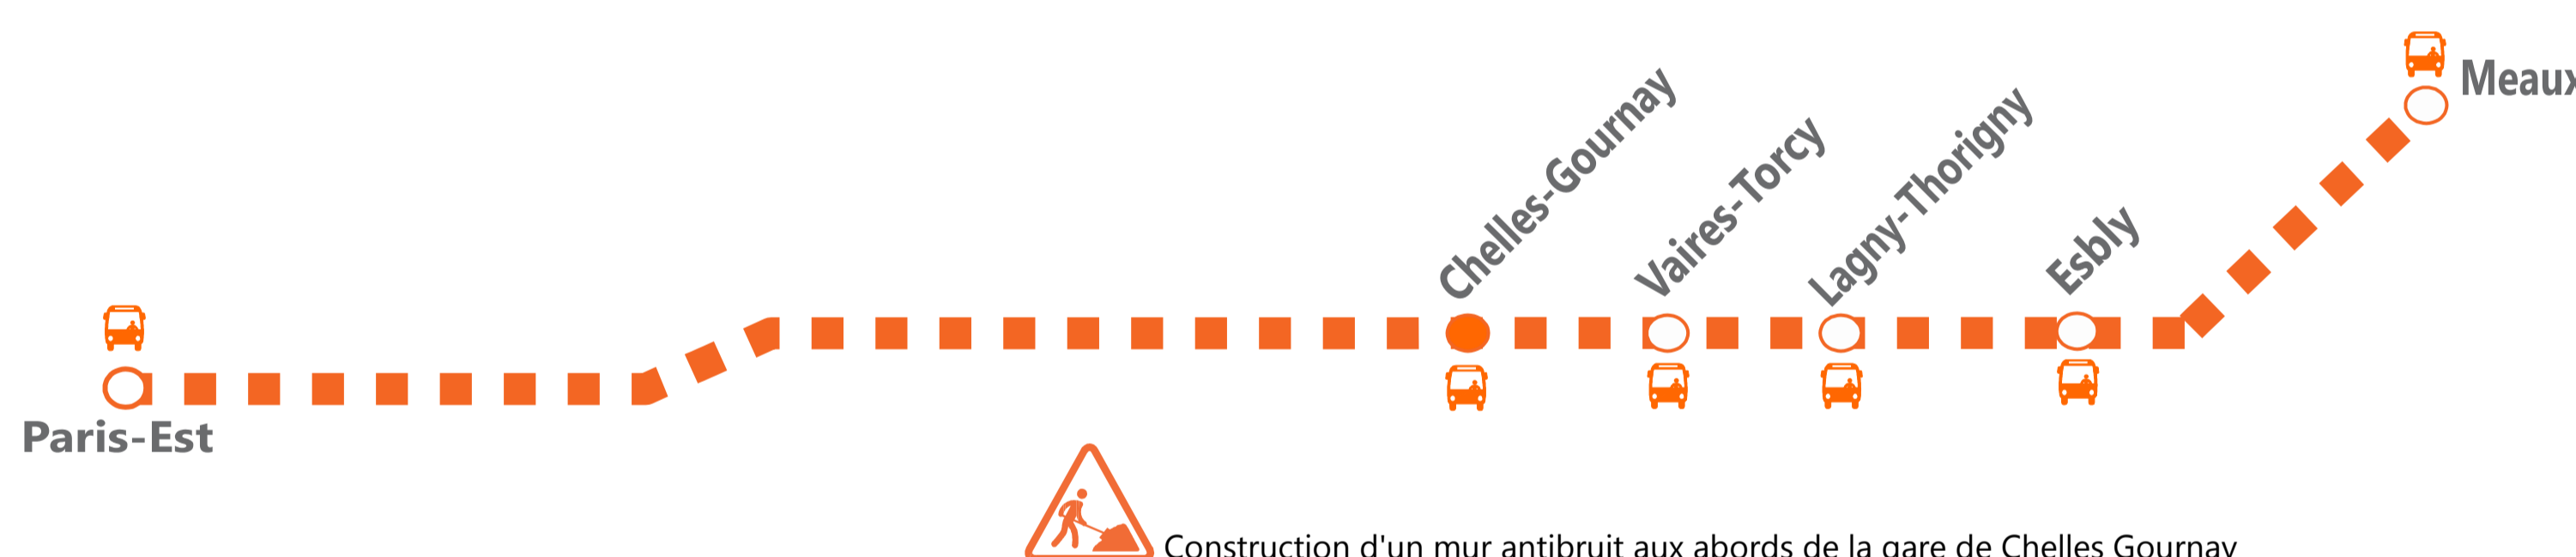 Meaux
Chelles-Gournay
Vaires-Torcy
Lagny-Thorigny
Esbly
Paris-Est
Construction d'un mur antibruit aux abords de la gare de Chelles Gournay